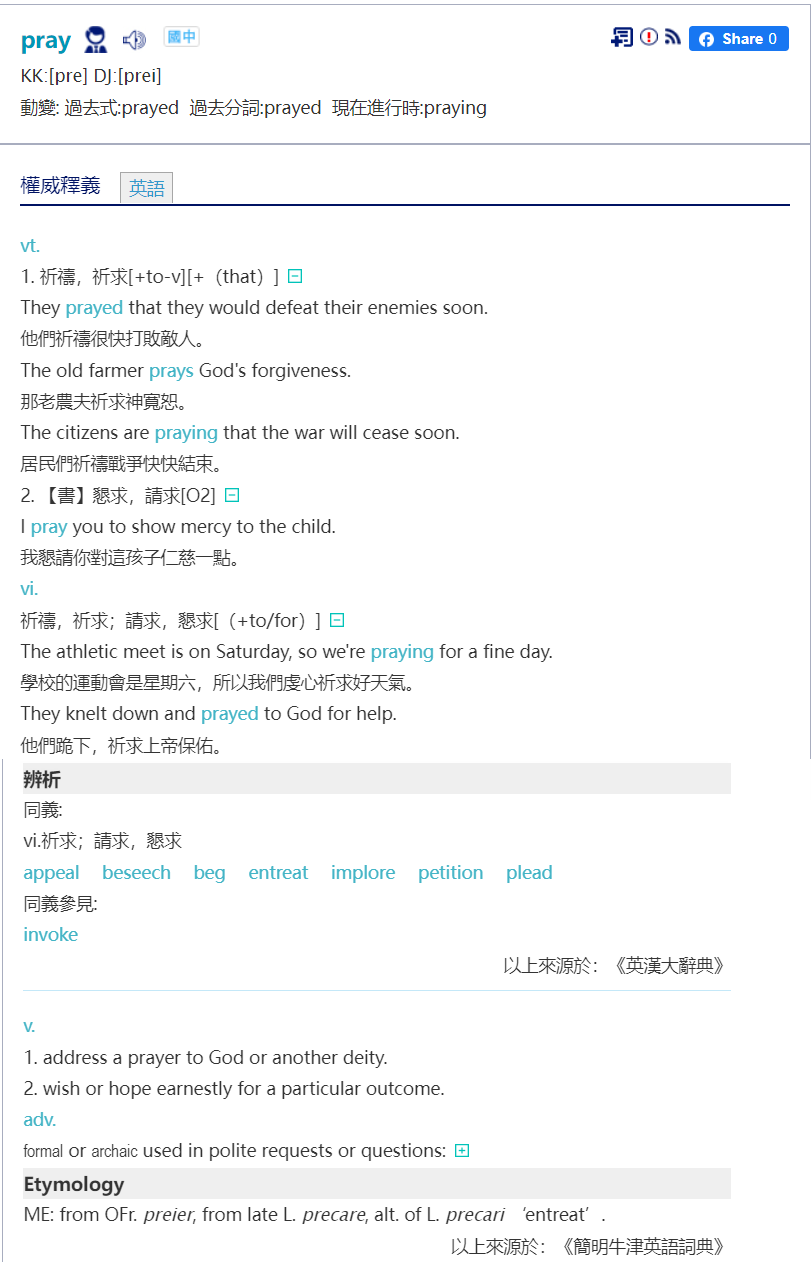 pray 國中 Share 0
KK:[pre] DJ:[prei]
動變: 過去式:prayed 過去分詞:prayed 現在進行時:praying
權威釋義 英語
vt.
1. 祈禱，祈求[+to-v][+（that）]
They prayed that they would defeat their enemies soon.
他們祈禱很快打敗敵人。
The old farmer prays God's forgiveness.
那老農夫祈求神寬恕。
The citizens are praying that the war will cease soon.
居民們祈禱戰爭快快結束。
2. 【書】懇求，請求[O2]
I pray you to show mercy to the child.
我懇請你對這孩子仁慈一點。
vi.
祈禱，祈求；請求，懇求[（+to/for）]
The athletic meet is on Saturday, so we're praying for a fine day.
學校的運動會是星期六，所以我們虔心祈求好天氣。
They knelt down and prayed to God for help.
他們跪下，祈求上帝保佑。
辨析
同義:
vi.祈求；請求，懇求
appeal beseech beg entreat implore petition plead
同義參見:
invoke
以上來源於：《英漢大辭典》
v.
1. address a prayer to God or another deity.
2. wish or hope earnestly for a particular outcome.
adv.
formal or archaic used in polite requests or questions:
Etymology
ME: from OFr. preier, from late L. precare, alt. of L. precari ‘entreat’.
以上來源於：《簡明牛津英語詞典》